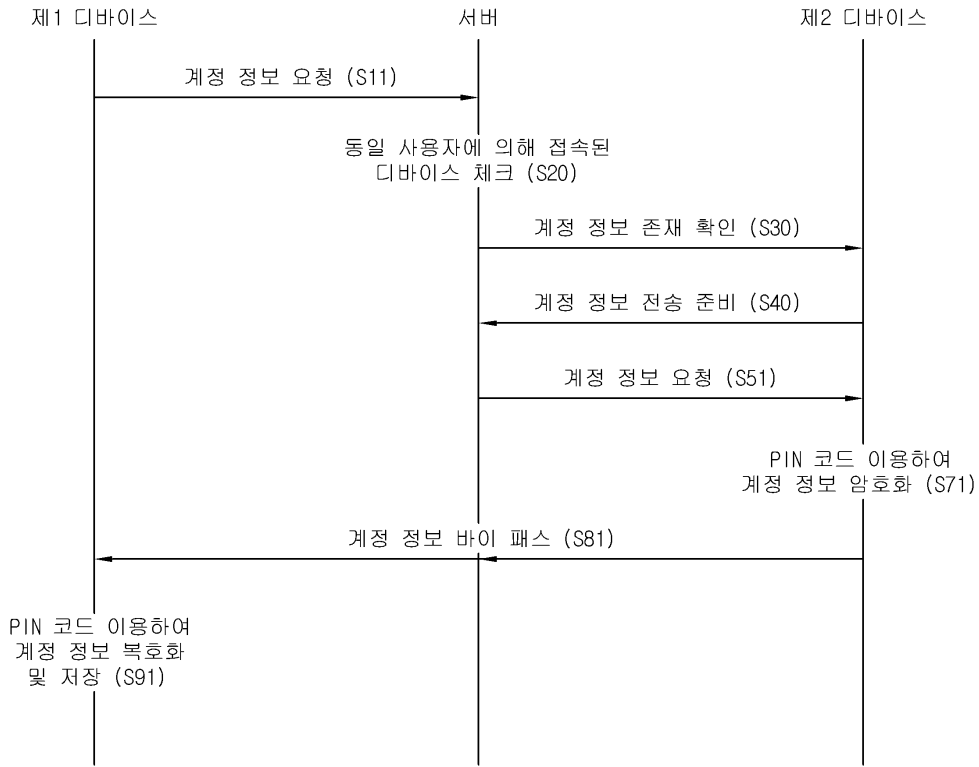 제1 디바이스
서버
제2 디바이스
계정 정보 요청 (S11)
동일 사용자에 의해 접속된
디바이스 체크 (S20)
계정 정보 존재 확인 (S30)
계정 정보 전송 준비 (S40)
계정 정보 요청 (S51)
PIN 코드 이용하여
계정 정보 암호화 (S71)
계정 정보 바이 패스 (S81)
PIN 코드 이용하여
계정 정보 복호화
및 저장 (S91)